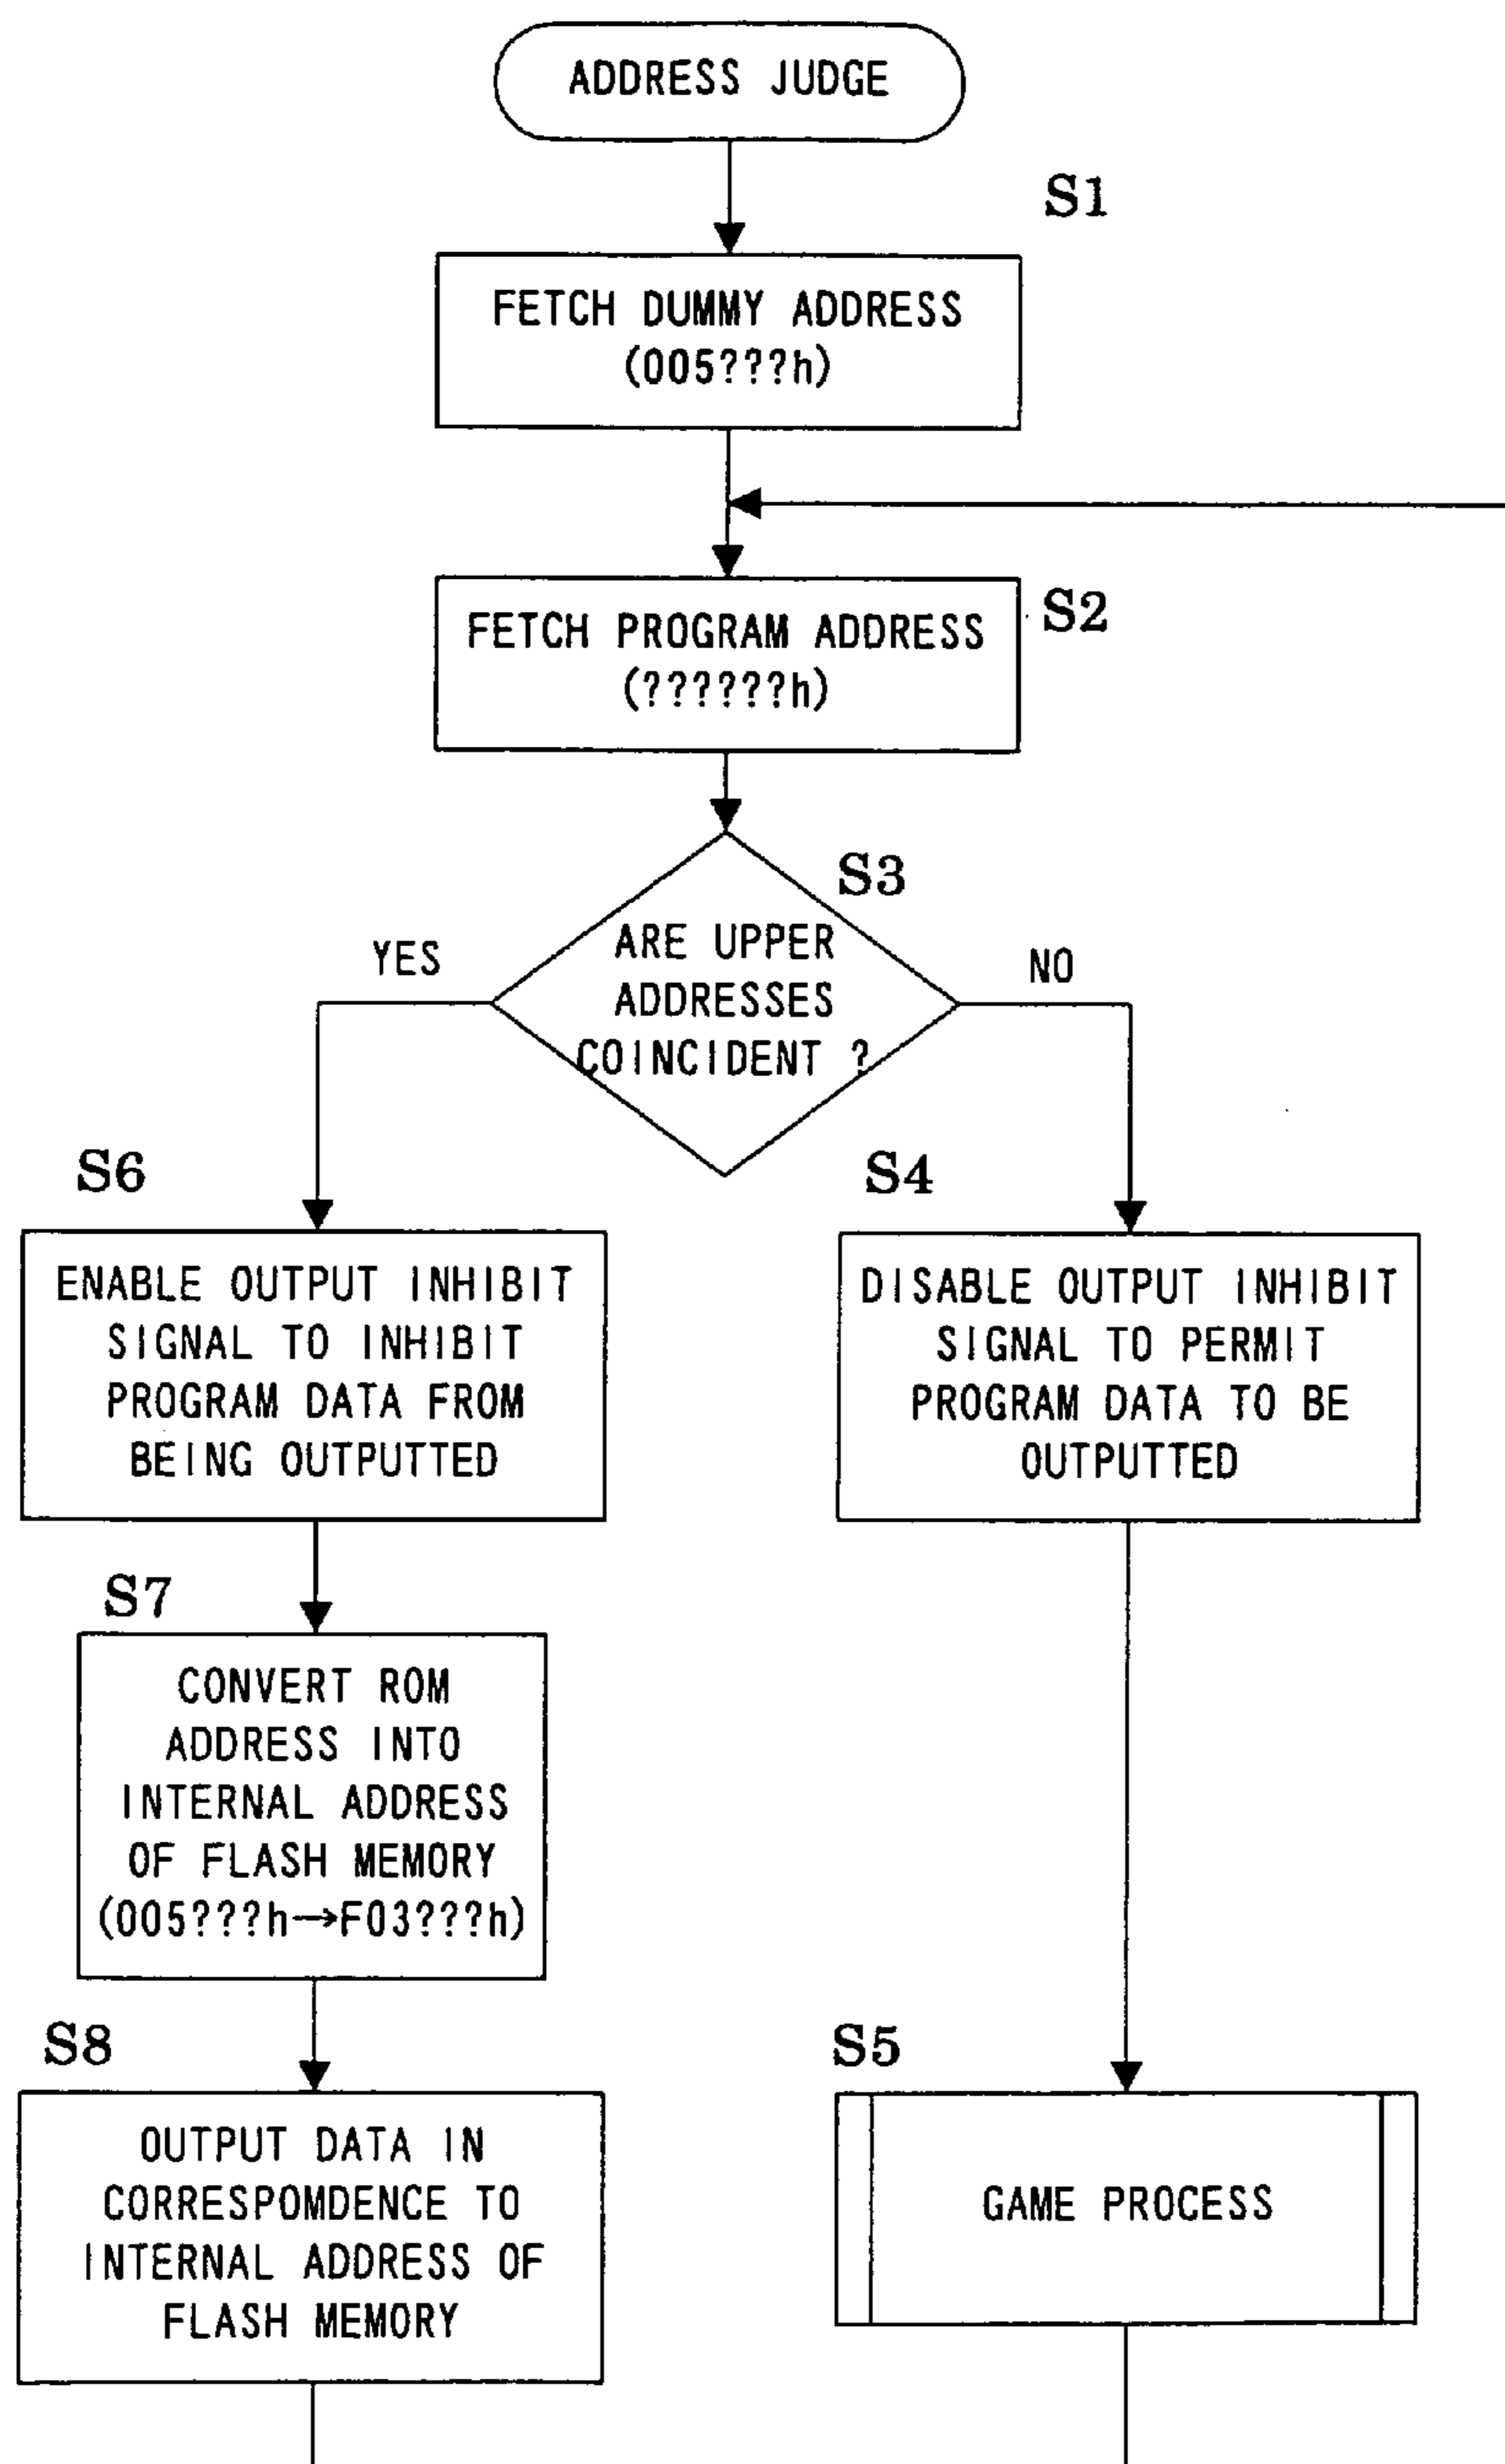 ADDRESS JUDGE
S1
FETCH DUMMY ADDRESS
(005???h)
S2
FETCH PROGRAM ADDRESS
(??????h)
S3
ARE UPPER
ADDRESSES
COINCIDENT ?
YES
NO
S6
ENABLE OUTPUT INHIBIT
SIGNAL TO INHIBIT
PROGRAM DATA FROM
BEING OUTPUTTED
S4
DISABLE OUTPUT INHIBIT
SIGNAL TO PERMIT
PROGRAM DATA TO BE
OUTPUTTED
S7
CONVERT ROM
ADDRESS INTO
INTERNAL ADDRESS
OF FLASH MEMORY
(005???h→F03???h)
S8
OUTPUT DATA IN
CORRESPOMDENCE TO
INTERNAL ADDRESS OF
FLASH MEMORY
S5
GAME PROCESS